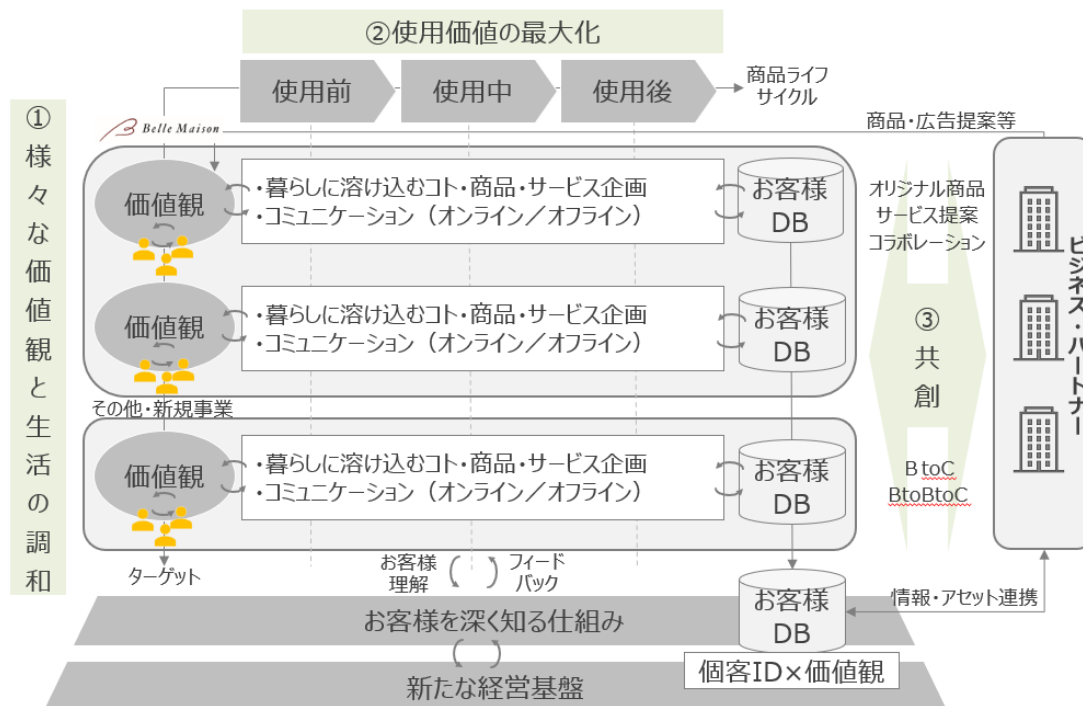 ②使用価値の最大化
使用前
使用中
使用後
商品ライフ
サイクル
①様々な価値観と生活の調和
Belle Maison
商品・広告提案等
価値観
・暮らしに溶け込むコト・商品・サービス企画
・コミュニケーション（オンライン／オフライン）
お客様
DB
価値観
・暮らしに溶け込むコト・商品・サービス企画
・コミュニケーション（オンライン／オフライン）
お客様
DB
その他・新規事業
価値観
・暮らしに溶け込むコト・商品・サービス企画
・コミュニケーション（オンライン／オフライン）
お客様
DB
オリジナル商品
サービス提案
コラボレーション
③共創
BtoC
BtoBtoC
ビジネス・パートナー
ターゲット
お客様
理解
フィード
バック
お客様
DB
情報・アセット連携
お客様を深く知る仕組み
個客ID×価値観
新たな経営基盤